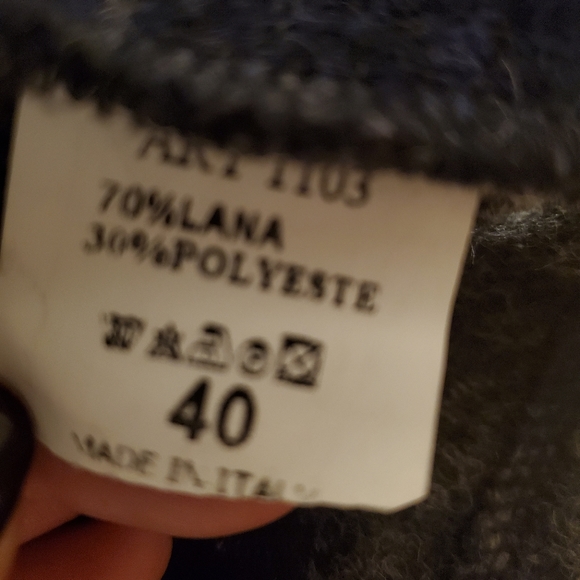 ART 1103
70%LANA
30%POLYESTE
40
MADE IN ITALY